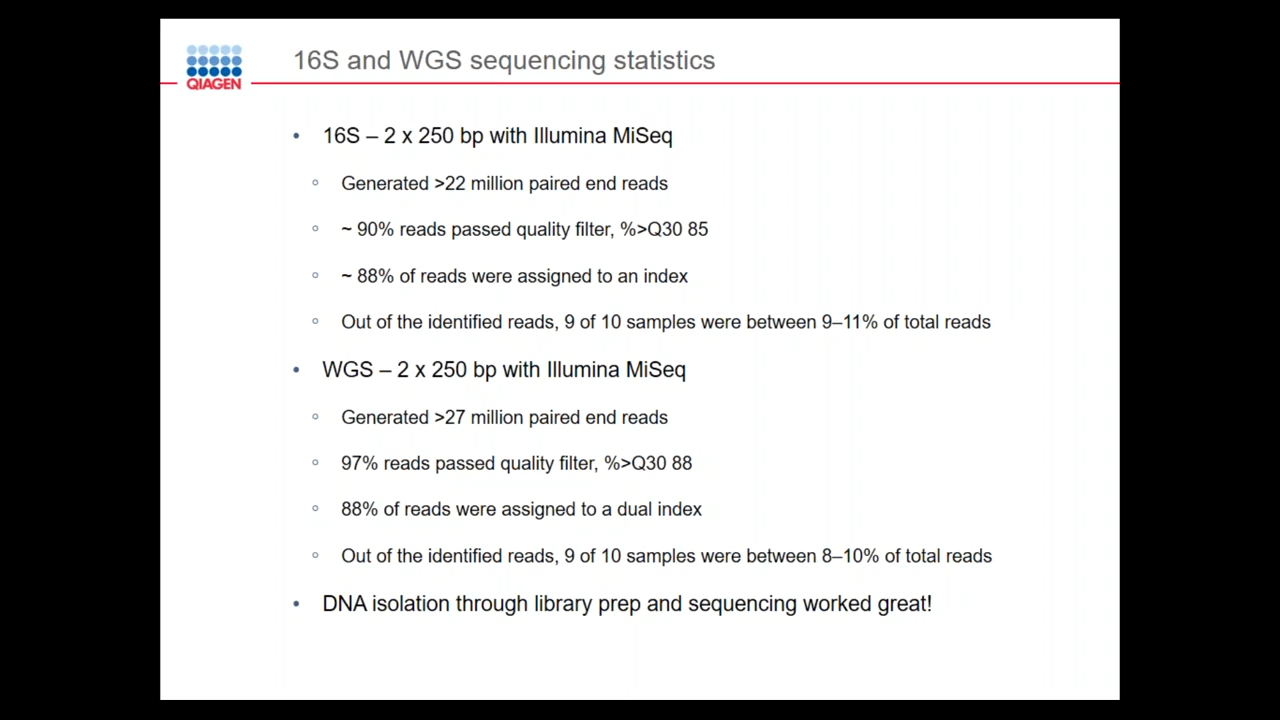 QIAGEN
16S and WGS sequencing statistics
• 16S – 2 x 250 bp with Illumina MiSeq
○ Generated >22 million paired end reads
○ ~ 90% reads passed quality filter, %>Q30 85
○ ~ 88% of reads were assigned to an index
○ Out of the identified reads, 9 of 10 samples were between 9–11% of total reads
• WGS – 2 x 250 bp with Illumina MiSeq
○ Generated >27 million paired end reads
○ 97% reads passed quality filter, %>Q30 88
○ 88% of reads were assigned to a dual index
○ Out of the identified reads, 9 of 10 samples were between 8–10% of total reads
• DNA isolation through library prep and sequencing worked great!